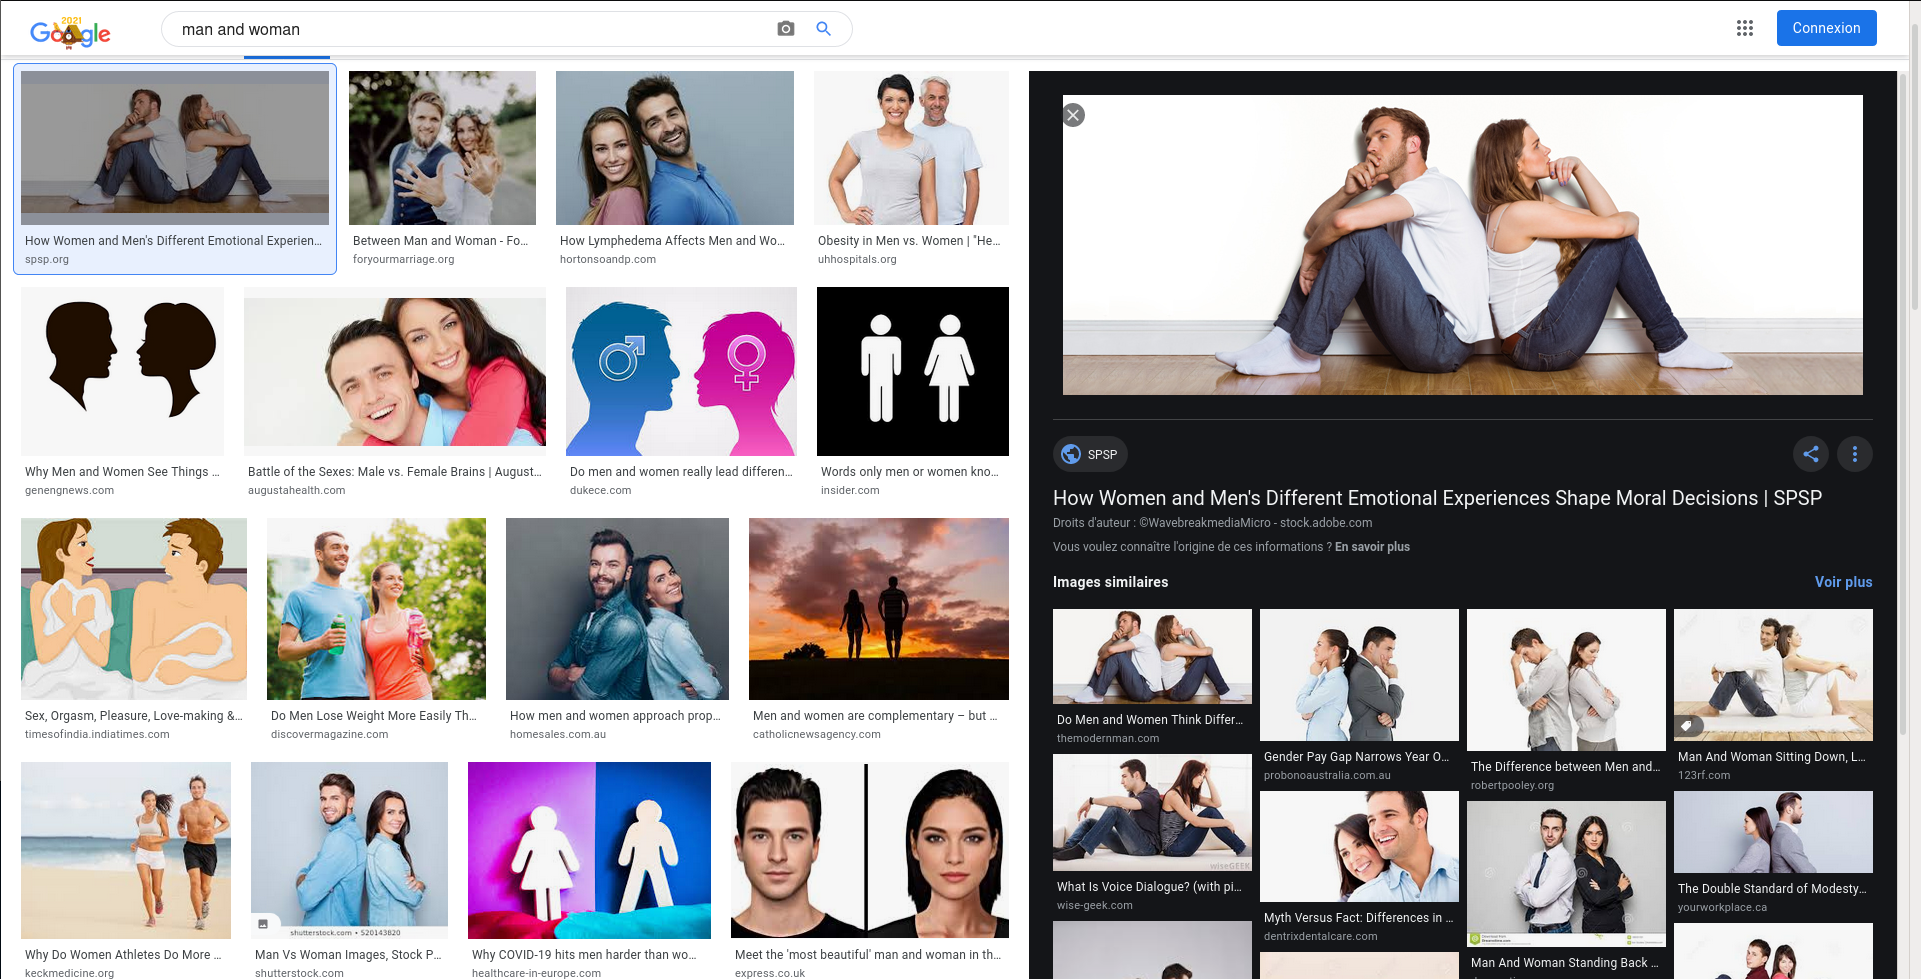 2021
Google
man and woman
Connexion
How Women and Men's Different Emotional Experien...
spsp.org
Between Man and Woman - Fo...
foryourmarriage.org
How Lymphedema Affects Men and Wo...
hortonsoandp.com
Obesity in Men vs. Women | "He...
uhhospitals.org
Why Men and Women See Things ...
genengnews.com
Battle of the Sexes: Male vs. Female Brains | August...
augustahealth.com
Do men and women really lead differen...
dukece.com
Words only men or women kno...
insider.com
Sex, Orgasm, Pleasure, Love-making &...
timesofindia.indiatimes.com
Do Men Lose Weight More Easily Th...
discovermagazine.com
How men and women approach prop...
homesales.com.au
Men and women are complementary – but ...
catholicnewsagency.com
shutterstock.com • 520143820
Why Do Women Athletes Do More ...
keckmedicine.org
Man Vs Woman Images, Stock P...
shutterstock.com
Why COVID-19 hits men harder than wo...
healthcare-in-europe.com
Meet the 'most beautiful' man and woman in th...
express.co.uk
SPSP
How Women and Men's Different Emotional Experiences Shape Moral Decisions | SPSP
Droits d'auteur : ©WavebreakmediaMicro - stock.adobe.com
Vous voulez connaître l'origine de ces informations ? En savoir plus
Images similaires
Voir plus
Do Men and Women Think Differ...
themodernman.com
Gender Pay Gap Narrows Year O...
probonoaustralia.com.au
The Difference between Men and...
robertpooley.org
Man And Woman Sitting Down, L...
123rf.com
wiseGEEK
What Is Voice Dialogue? (with pi...
wise-geek.com
Myth Versus Fact: Differences in ...
dentrixdentalcare.com
Man And Woman Standing Back ...
The Double Standard of Modesty...
yourworkplace.ca